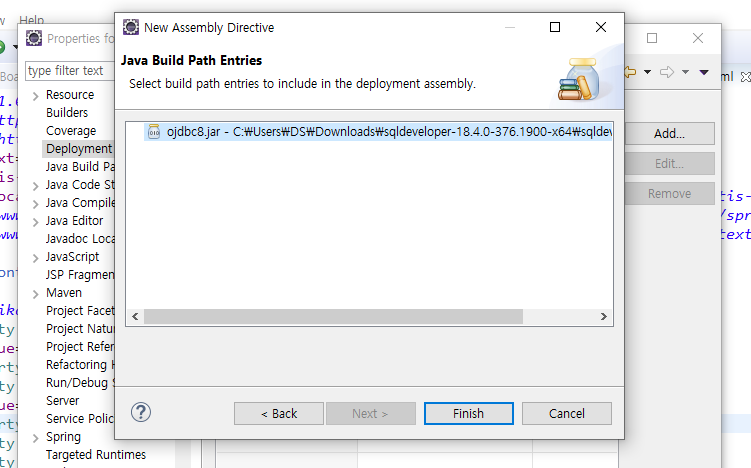 Help
Properties for
New Assembly Directive
Java Build Path Entries
Select build path entries to include in the deployment assembly.
type filter text
Resource
Builders
Coverage
Deployment
Java Build Pa
Java Code St
Java Compile
Java Editor
Javadoc Loca
JavaScript
JSP Fragmen
Maven
Project Facet
Project Natu
Project Refer
Refactoring H
Run/Debug S
Server
Service Polic
Spring
Targeted Runtimes
ojdbc8.jar - C:₩Users₩DS₩Downloads₩sqldeveloper-18.4.0-376.1900-x64₩sqldev
Add...
Edit...
Remove
< Back
Next >
Finish
Cancel